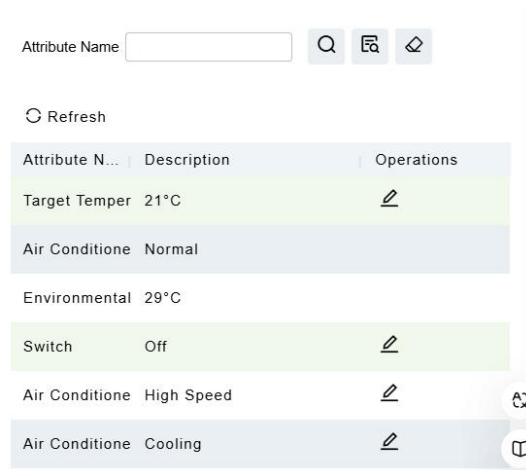 Attribute Name
Refresh
Attribute N... Description Operations
Target Temper 21°C
Air Conditione Normal
Environmental 29°C
Switch Off
Air Conditione High Speed
Air Conditione Cooling